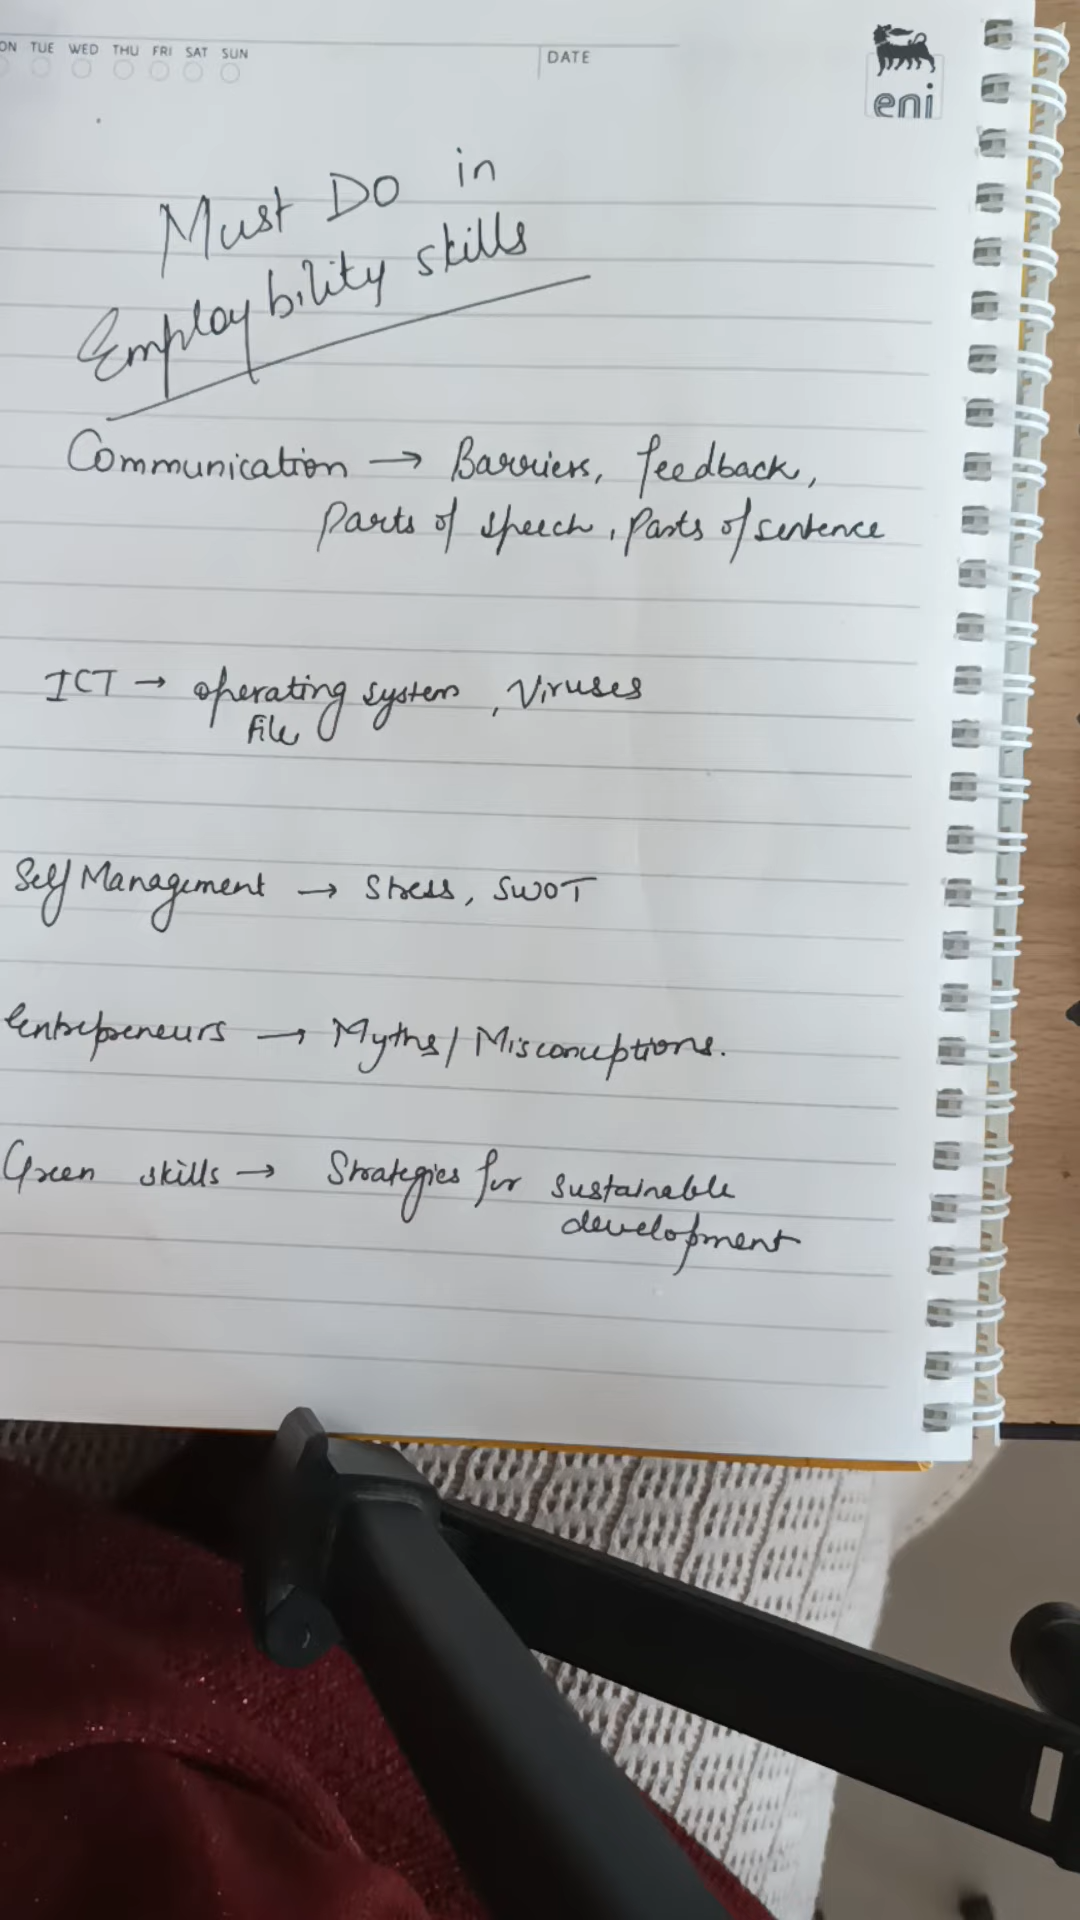 ON TUE WED THU FRI SAT SUN
DATE
eni
Must DO in
Employbility skills
Communication → Barriers, feedback,
Parts of speech, Parts of sentence
ICT → operating system, Viruses
File
Self Management → Stress, SWOT
Entrepreneurs → Myths/Misconceptions.
Green skills → Strategies for sustainable
development